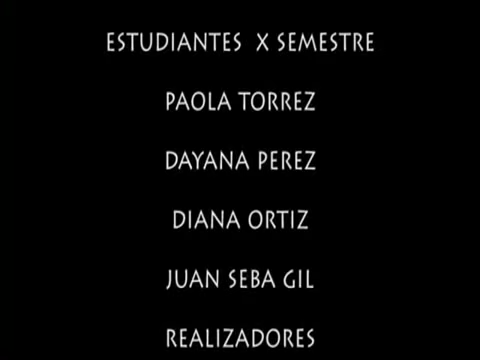 ESTUDIANTES X SEMESTRE
PAOLA TORREZ
DAYANA PEREZ
DIANA ORTIZ
JUAN SEBA GIL
REALIZADORES